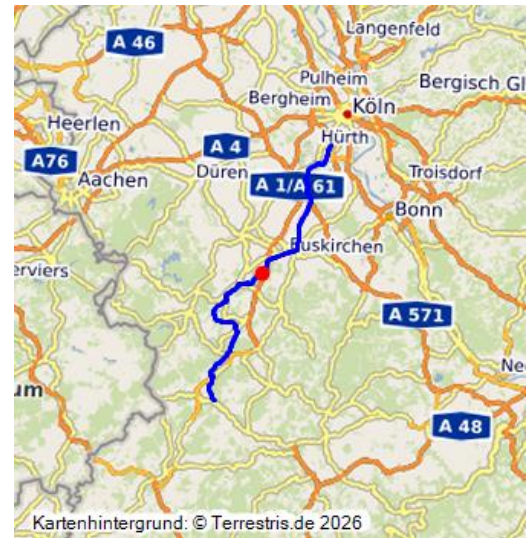 Langenfeld
A 46
Pulheim
Bergisch Gl
Bergheim
Köln
Heerlen
A 4
Hürth
A76
Düren
Troisdorf
Aachen
A 1/A 61
Bonn
Euskirchen
erviers
A 571
Ne
um
A 48
Kartenhintergrund: © Terrestris.de 2026